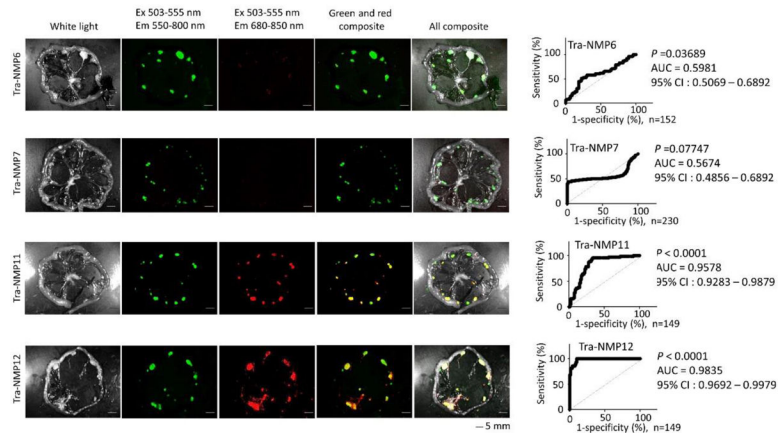 White light
Ex 503-555 nm
Em 550-800 nm
Ex 503-555 nm
Em 680-850 nm
Green and red
composite
All composite
Tra-NMP6
Sensitivity (%)
100
50
0
0 50 100
1-specificity (%), n=152
Tra-NMP6
P =0.03689
AUC = 0.5981
95% CI : 0.5069 – 0.6892
Tra-NMP7
Sensitivity (%)
100
50
0
0 50 100
1-specificity (%)
n=230
Tra-NMP7
P = 0.07747
AUC = 0.5674
95% CI : 0.4856 – 0.6892
Tra-NMP11
Sensitivity (%)
100
50
0
0 50 100
1-specificity (%), n=149
Tra-NMP11
P < 0.0001
AUC = 0.9578
95% CI : 0.9283 – 0.9879
Tra-NMP12
Sensitivity (%)
100
50
0
0 50 100
1-specificity (%), n=149
Tra-NMP12
P < 0.0001
AUC = 0.9835
95% CI : 0.9692 – 0.9979
5 mm